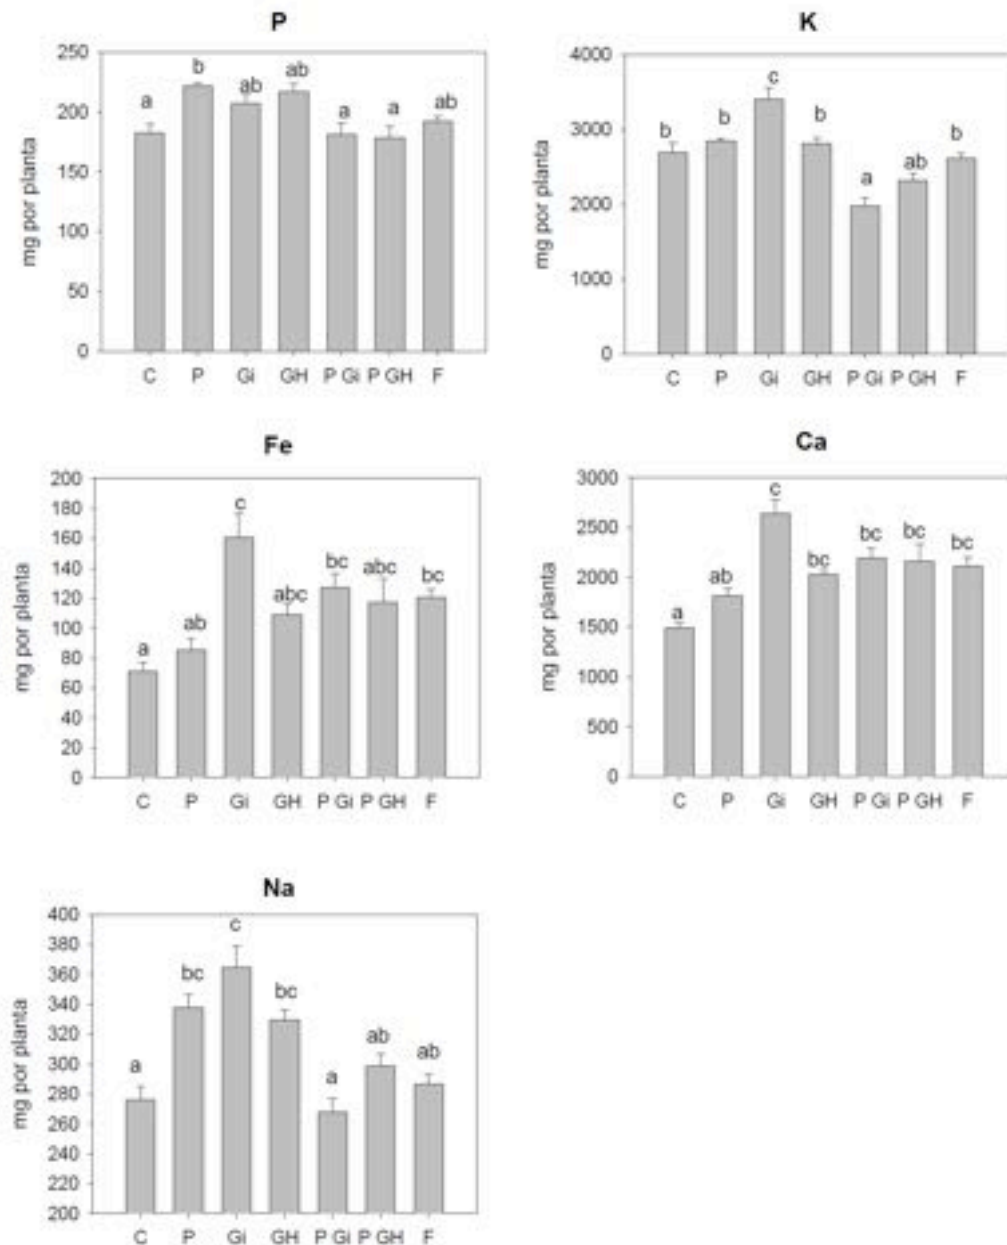 P
250
200
150
100
50
0
mg por planta
a b ab ab a a ab
C P Gi GH P Gi P GH F
K
4000
3000
2000
1000
0
mg por planta
b b c b a ab b
C P Gi GH P Gi P GH F
Fe
200
180
160
140
120
100
80
60
40
20
0
mg por planta
a ab c abc bc abc bc
C P Gi GH P Gi P GH F
Ca
3000
2500
2000
1500
1000
500
0
mg por planta
a ab c bc bc bc bc
C P Gi GH P Gi P GH F
Na
400
380
360
340
320
300
280
260
240
220
200
mg por planta
a bc c bc a ab ab
C P Gi GH P Gi P GH F